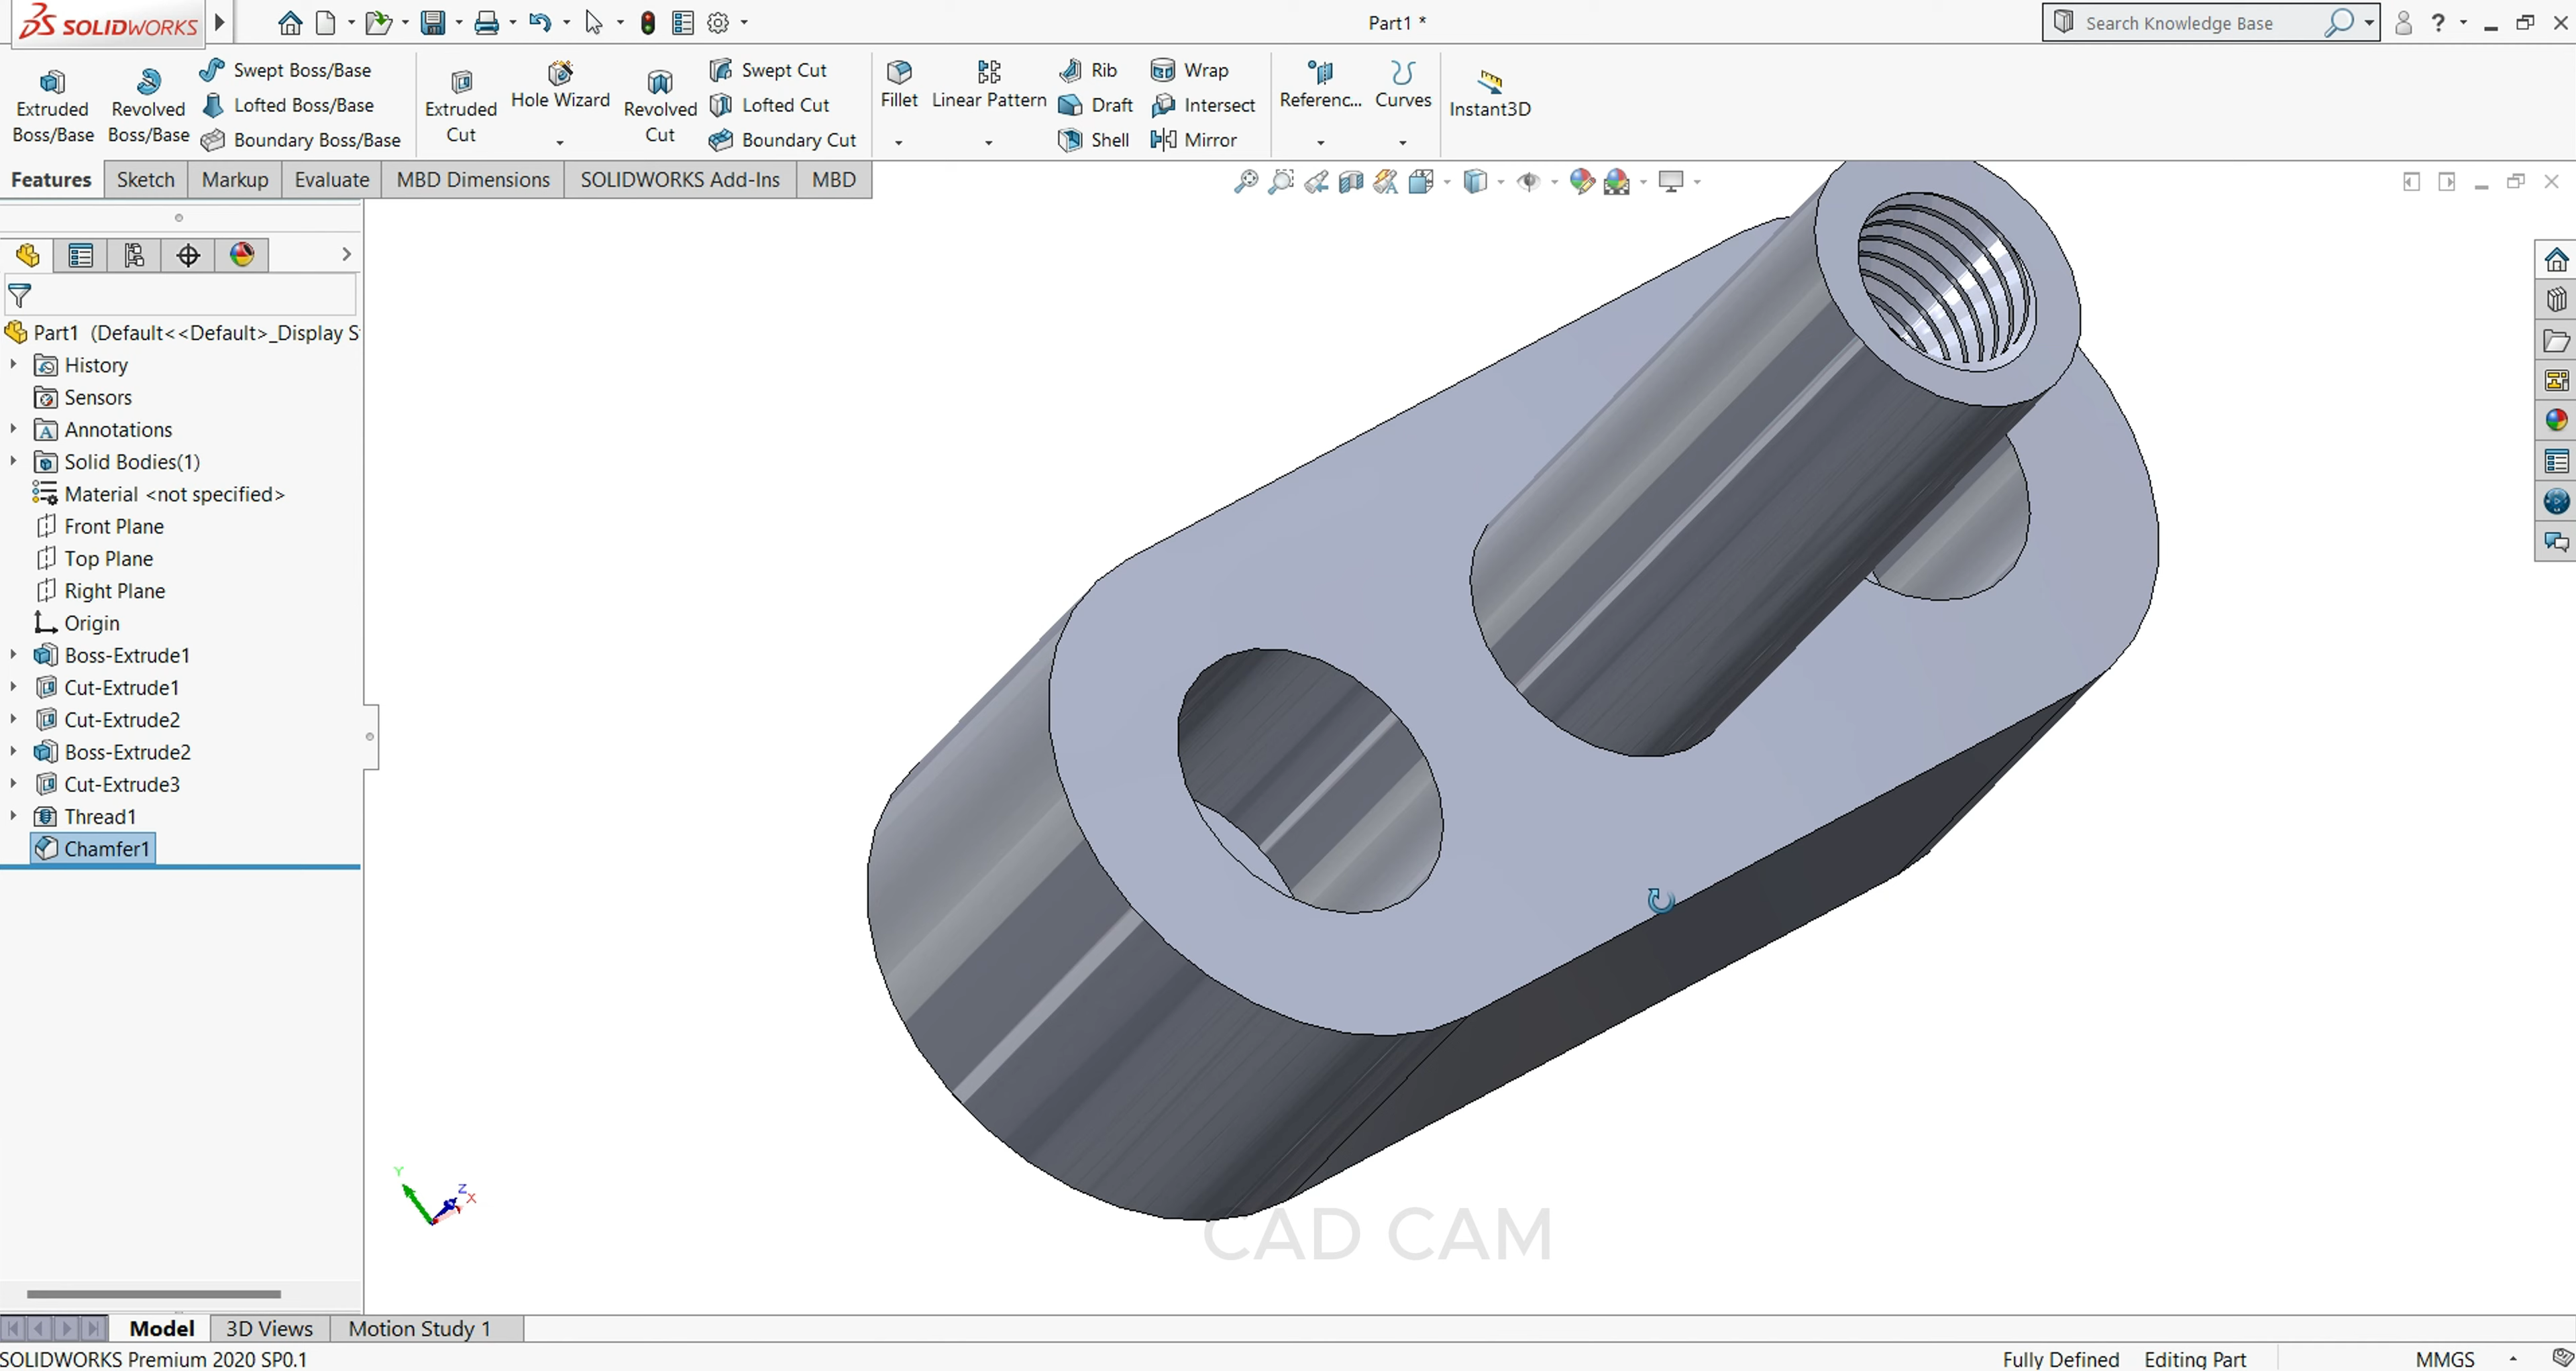 SOLIDWORKS
Part1 *
Search Knowledge Base
?
Extruded Boss/Base
Revolved Boss/Base
Swept Boss/Base
Lofted Boss/Base
Boundary Boss/Base
Extruded Cut
Hole Wizard
Revolved Cut
Swept Cut
Lofted Cut
Boundary Cut
Fillet
Linear Pattern
Rib
Draft
Shell
Wrap
Intersect
Mirror
Referenc...
Curves
Instant3D
Features
Sketch
Markup
Evaluate
MBD Dimensions
SOLIDWORKS Add-Ins
MBD
Part1 (Default<<Default>_Display S
History
Sensors
Annotations
Solid Bodies(1)
Material <not specified>
Front Plane
Top Plane
Right Plane
Origin
Boss-Extrude1
Cut-Extrude1
Cut-Extrude2
Boss-Extrude2
Cut-Extrude3
Thread1
Chamfer1
Y
Z
X
CAD CAM
Model
3D Views
Motion Study 1
SOLIDWORKS Premium 2020 SP0.1
Fully Defined
Editing Part
MMGS